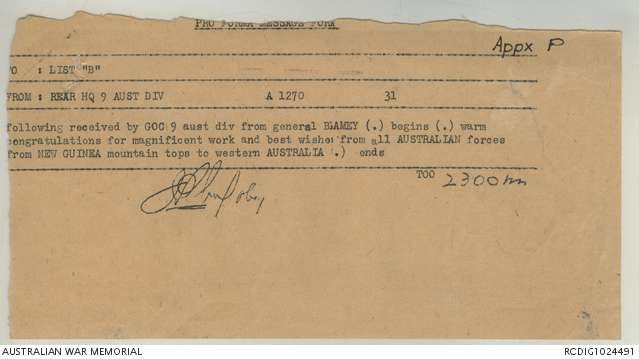 PRO FORMA MESSAGE FORM
Appx P
TO : LIST "B"
FROM : REAR HQ 9 AUST DIV A 1270 31
following received by GOC 9 aust div from general BLAMEY (.) begins (.) warm
congratulations for magnificent work and best wishes from all AUSTRALIAN forces
from NEW GUINEA mountain tops to western AUSTRALIA (.) ends
TOO 2300
AUSTRALIAN WAR MEMORIAL RCDIG1024491